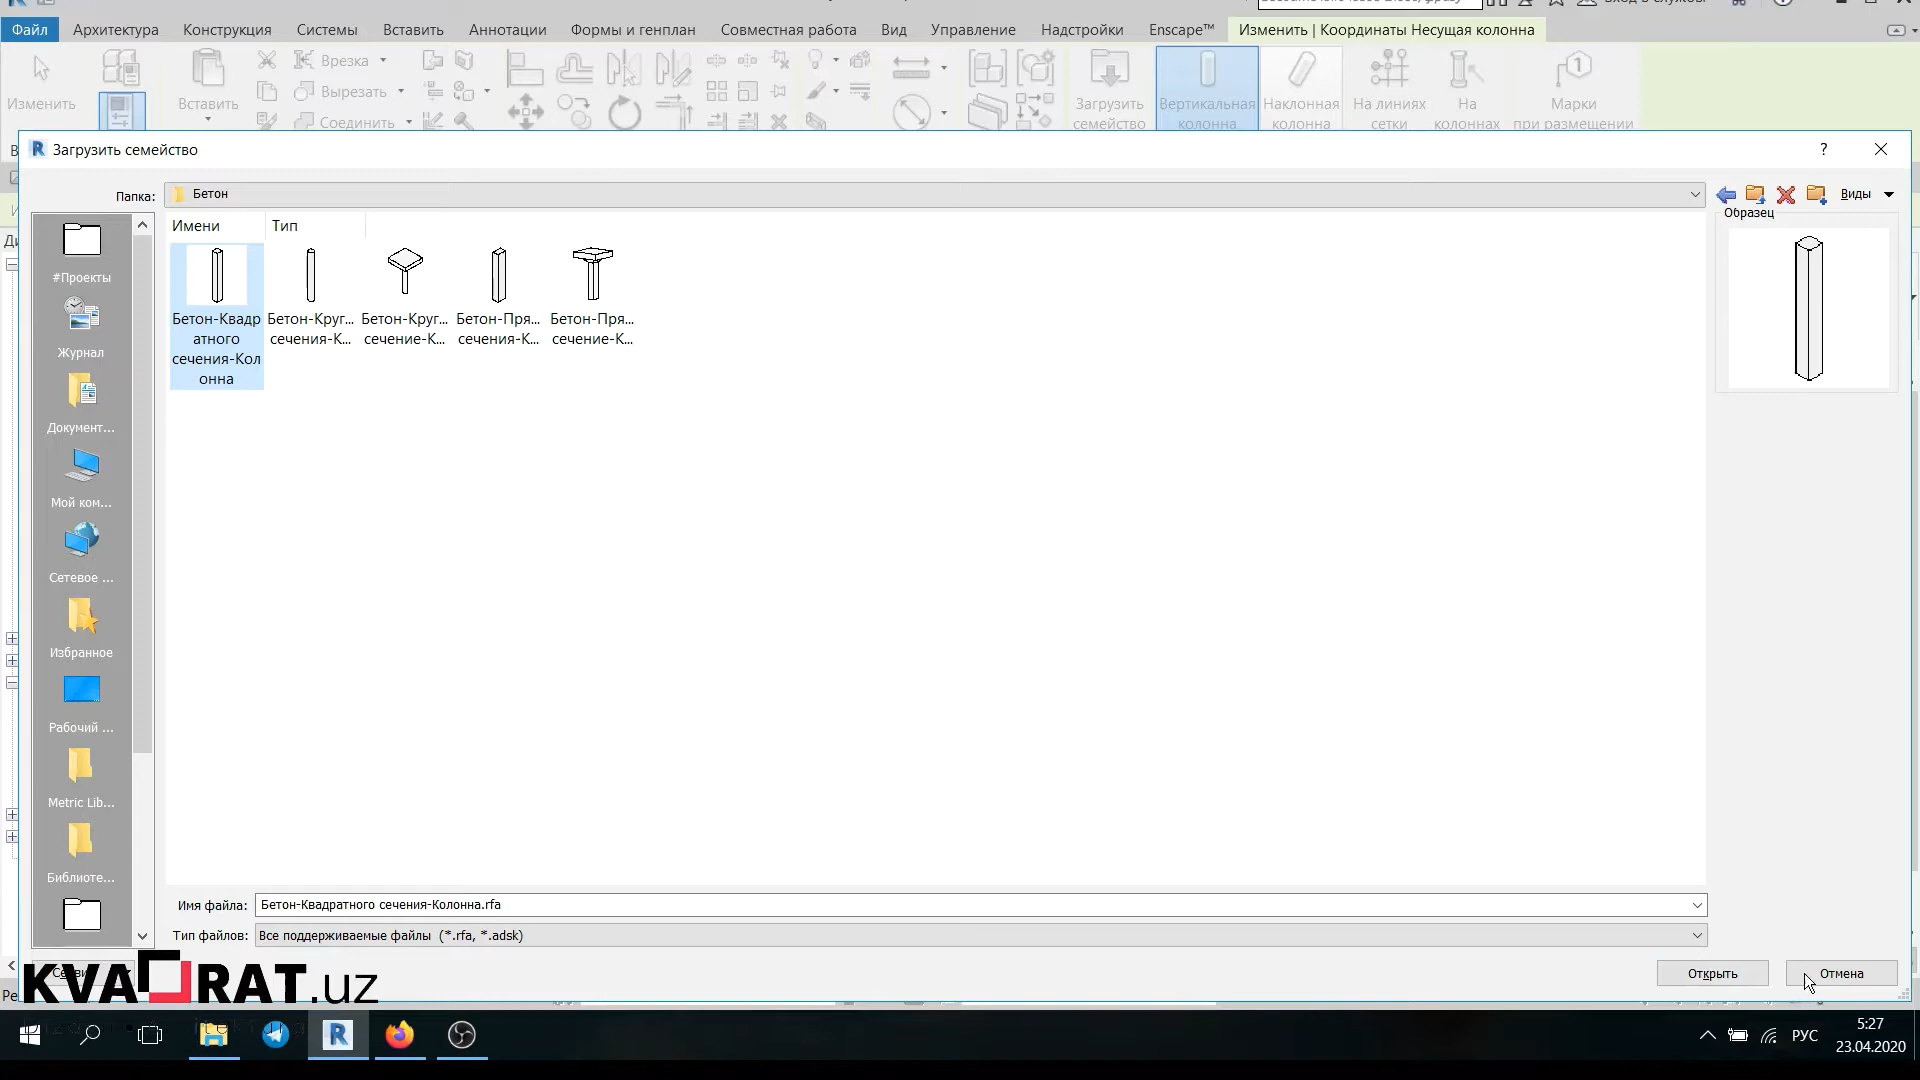 Файл Архитектура Конструкция Системы Вставить Аннотации Формы и генплан Совместная работа Вид Управление Надстройки Enscape™ Изменить | Координаты Несущая колонна
Врезка
Вырезать
Соединить
Изменить
Вставить
Загрузить семейство
Вертикальная колонна
Наклонная колонна
На линиях сетки
На колоннах
Марки при размещении
Загрузить семейство
?
Папка:
Бетон
Виды
Имени Тип
Образец
#Проекты
Журнал
Документ...
Мой ком...
Сетевое ...
Избранное
Рабочий ...
Metric Lib...
Библиоте...
Бетон-Квадратного сечения-Колонна
Бетон-Круг... сечения-К...
Бетон-Круг... сечение-К...
Бетон-Пря... сечения-К...
Бетон-Пря... сечение-К...
Имя файла: Бетон-Квадратного сечения-Колонна.rfa
Тип файлов: Все поддерживаемые файлы (*.rfa, *.adsk)
Открыть
Отмена
KVADRAT.uz
РУС
5:27
23.04.2020